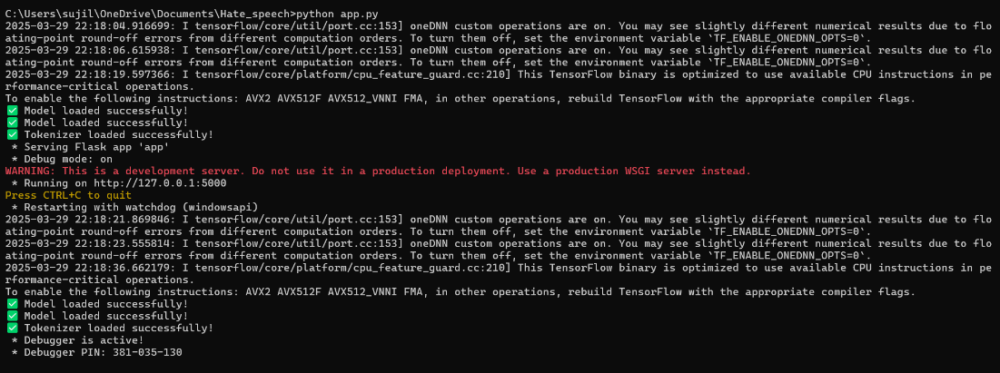 C:\Users\sujil\OneDrive\Documents\Hate_speech>python app.py
2025-03-29 22:18:04.916699: I tensorflow/core/util/port.cc:153] oneDNN custom operations are on. You may see slightly different numerical results due to flo
ating-point round-off errors from different computation orders. To turn them off, set the environment variable `TF_ENABLE_ONEDNN_OPTS=0`.
2025-03-29 22:18:06.615938: I tensorflow/core/util/port.cc:153] oneDNN custom operations are on. You may see slightly different numerical results due to flo
ating-point round-off errors from different computation orders. To turn them off, set the environment variable `TF_ENABLE_ONEDNN_OPTS=0`.
2025-03-29 22:18:19.597366: I tensorflow/core/platform/cpu_feature_guard.cc:210] This TensorFlow binary is optimized to use available CPU instructions in pe
rformance-critical operations.
To enable the following instructions: AVX2 AVX512F AVX512_VNNI FMA, in other operations, rebuild TensorFlow with the appropriate compiler flags.
✅ Model loaded successfully!
✅ Model loaded successfully!
✅ Tokenizer loaded successfully!
 * Serving Flask app 'app'
 * Debug mode: on
WARNING: This is a development server. Do not use it in a production deployment. Use a production WSGI server instead.
 * Running on http://127.0.0.1:5000
Press CTRL+C to quit
 * Restarting with watchdog (windowsapi)
2025-03-29 22:18:21.869846: I tensorflow/core/util/port.cc:153] oneDNN custom operations are on. You may see slightly different numerical results due to flo
ating-point round-off errors from different computation orders. To turn them off, set the environment variable `TF_ENABLE_ONEDNN_OPTS=0`.
2025-03-29 22:18:23.555814: I tensorflow/core/util/port.cc:153] oneDNN custom operations are on. You may see slightly different numerical results due to flo
ating-point round-off errors from different computation orders. To turn them off, set the environment variable `TF_ENABLE_ONEDNN_OPTS=0`.
2025-03-29 22:18:36.662179: I tensorflow/core/platform/cpu_feature_guard.cc:210] This TensorFlow binary is optimized to use available CPU instructions in pe
rformance-critical operations.
To enable the following instructions: AVX2 AVX512F AVX512_VNNI FMA, in other operations, rebuild TensorFlow with the appropriate compiler flags.
✅ Model loaded successfully!
✅ Model loaded successfully!
✅ Tokenizer loaded successfully!
 * Debugger is active!
 * Debugger PIN: 381-035-130